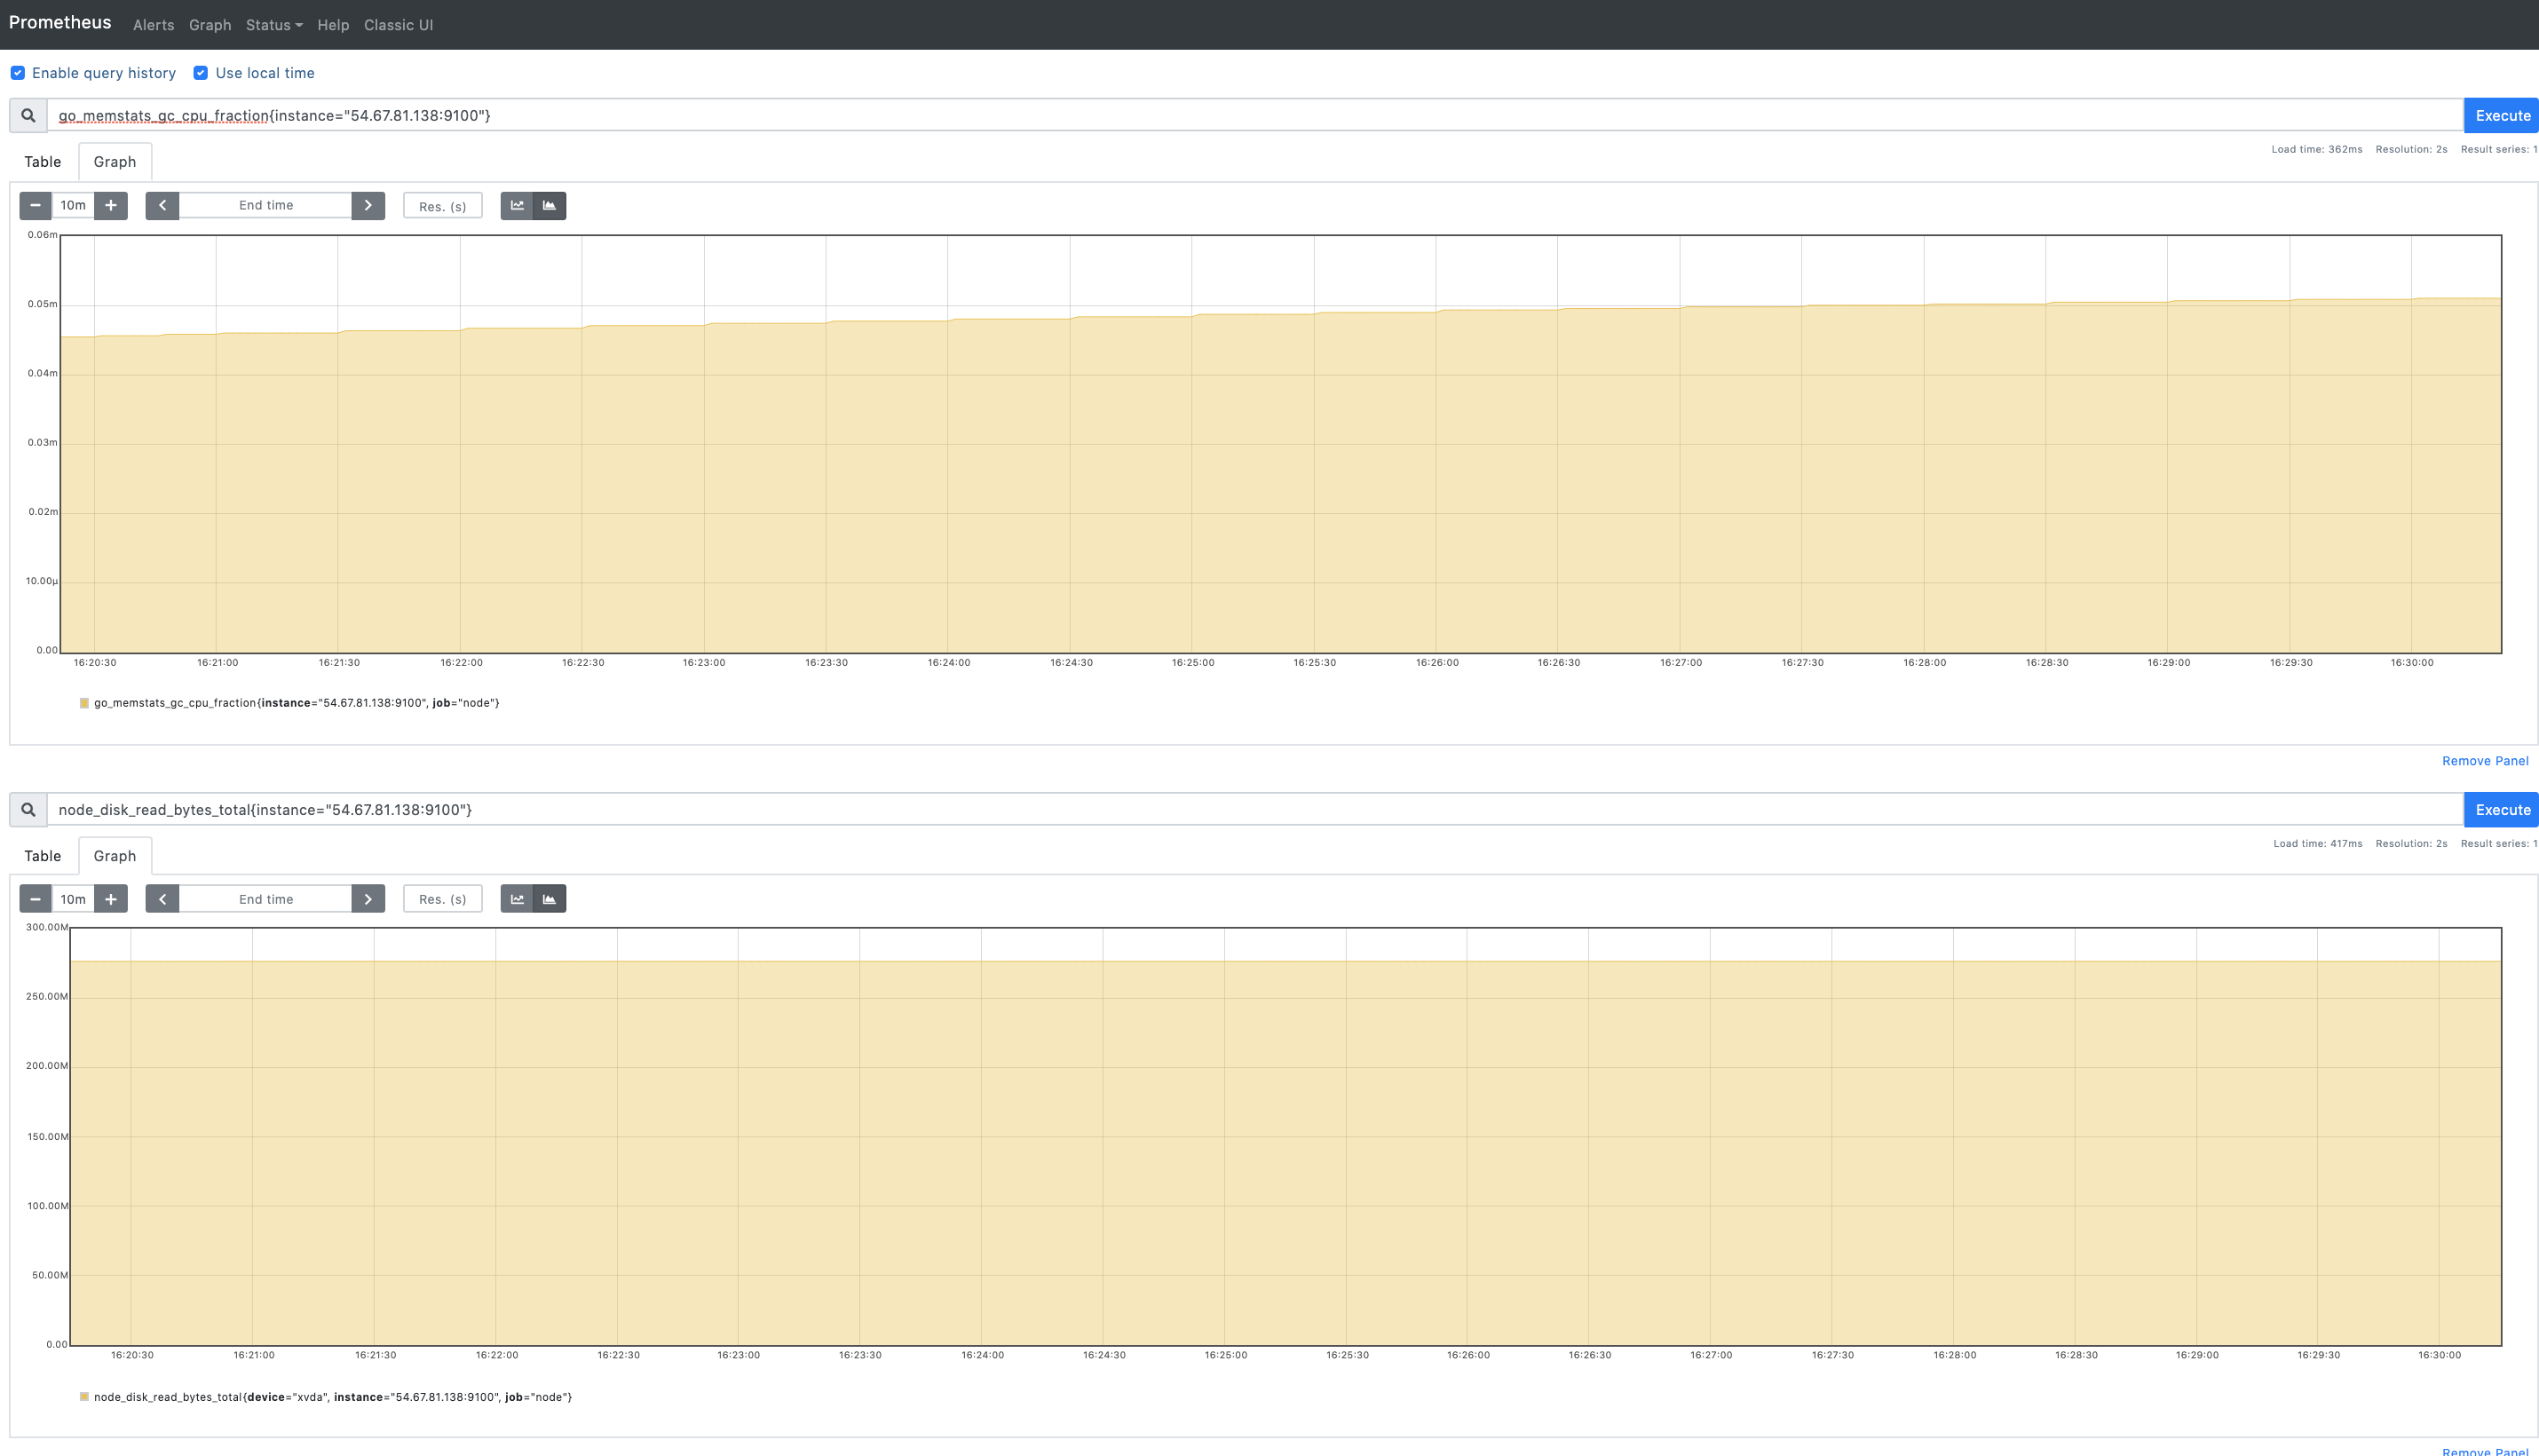 Prometheus Alerts Graph Status Help Classic UI
Enable query history Use local time
go_memstats_gc_cpu_fraction{instance="54.67.81.138:9100"} Execute
Table Graph Load time: 362ms Resolution: 2s Result series: 1
10m End time Res. (s)
0.06m
0.05m
0.04m
0.03m
0.02m
10.00μ
0.00
16:20:30 16:21:00 16:21:30 16:22:00 16:22:30 16:23:00 16:23:30 16:24:00 16:24:30 16:25:00 16:25:30 16:26:00 16:26:30 16:27:00 16:27:30 16:28:00 16:28:30 16:29:00 16:29:30 16:30:00
go_memstats_gc_cpu_fraction{instance="54.67.81.138:9100", job="node"}
Remove Panel
node_disk_read_bytes_total{instance="54.67.81.138:9100"} Execute
Table Graph Load time: 417ms Resolution: 2s Result series: 1
10m End time Res. (s)
300.00M
250.00M
200.00M
150.00M
100.00M
50.00M
0.00
16:20:30 16:21:00 16:21:30 16:22:00 16:22:30 16:23:00 16:23:30 16:24:00 16:24:30 16:25:00 16:25:30 16:26:00 16:26:30 16:27:00 16:27:30 16:28:00 16:28:30 16:29:00 16:29:30 16:30:00
node_disk_read_bytes_total{device="xvda", instance="54.67.81.138:9100", job="node"}
Remove Panel